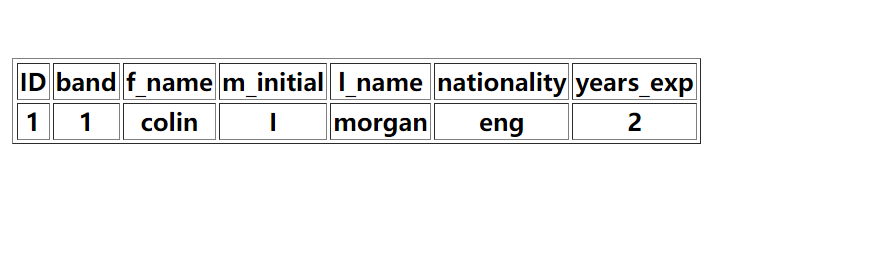 ID band f_name m_initial l_name nationality years_exp
1 1 colin l morgan eng 2